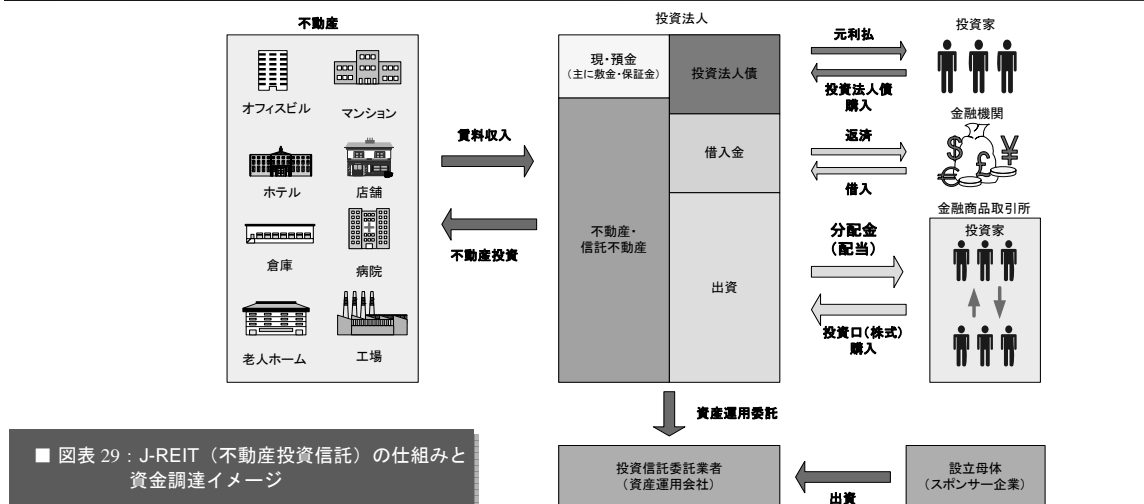 不動産
オフィスビル
マンション
ホテル
店舗
倉庫
病院
老人ホーム
工場
賃料収入
不動産投資
投資法人
現・預金
（主に敷金・保証金）
不動産・
信託不動産
投資法人債
借入金
出資
元利払
投資法人債
購入
投資家
返済
借入
金融機関
$ £ ¥ €
分配金
（配当）
投資口（株式）
購入
金融商品取引所
投資家
資産運用委託
投資信託委託業者
（資産運用会社）
出資
設立母体
（スポンサー企業）
■ 図表 29：J-REIT（不動産投資信託）の仕組みと
資金調達イメージ